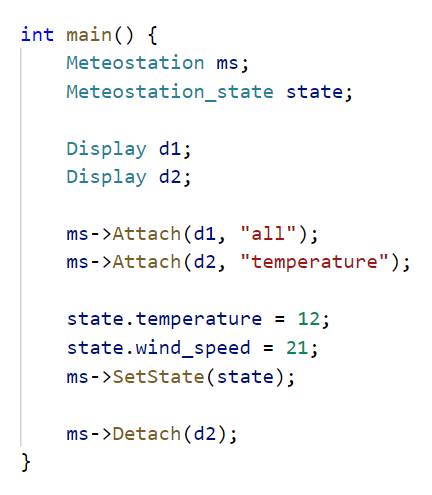 int main() {
    Meteostation ms;
    Meteostation_state state;

    Display d1;
    Display d2;

    ms->Attach(d1, "all");
    ms->Attach(d2, "temperature");

    state.temperature = 12;
    state.wind_speed = 21;
    ms->SetState(state);

    ms->Detach(d2);
}